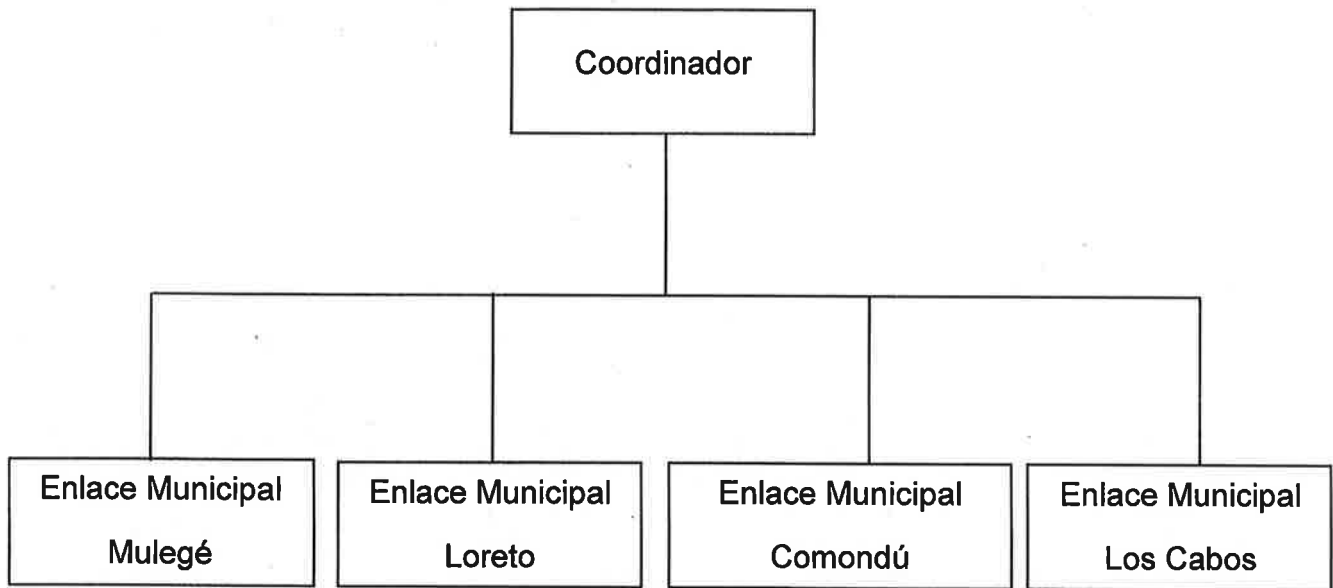 Coordinador
Enlace Municipal
Mulegé
Enlace Municipal
Loreto
Enlace Municipal
Comondú
Enlace Municipal
Los Cabos